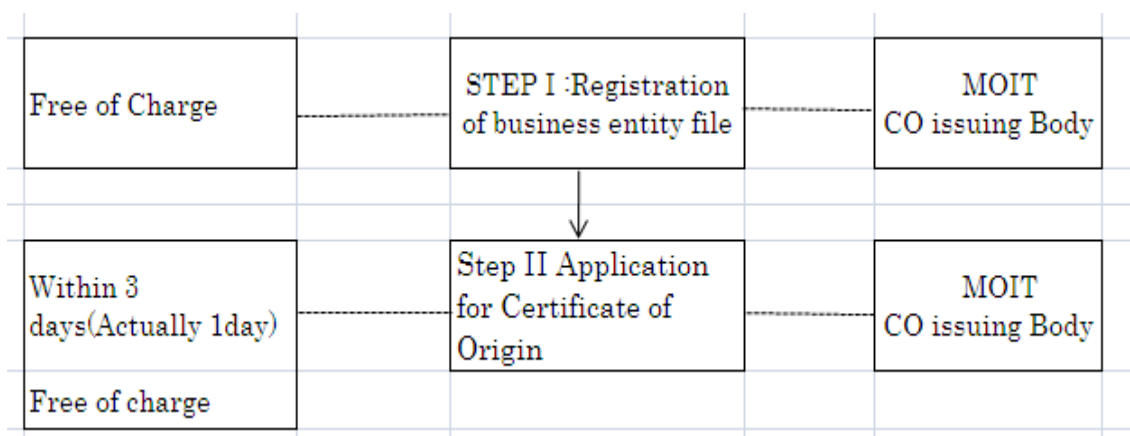 Free of Charge
STEP I :Registration
of business entity file
MOIT
CO issuing Body
Within 3
days(Actually 1day)
Free of charge
Step II Application
for Certificate of
Origin
MOIT
CO issuing Body